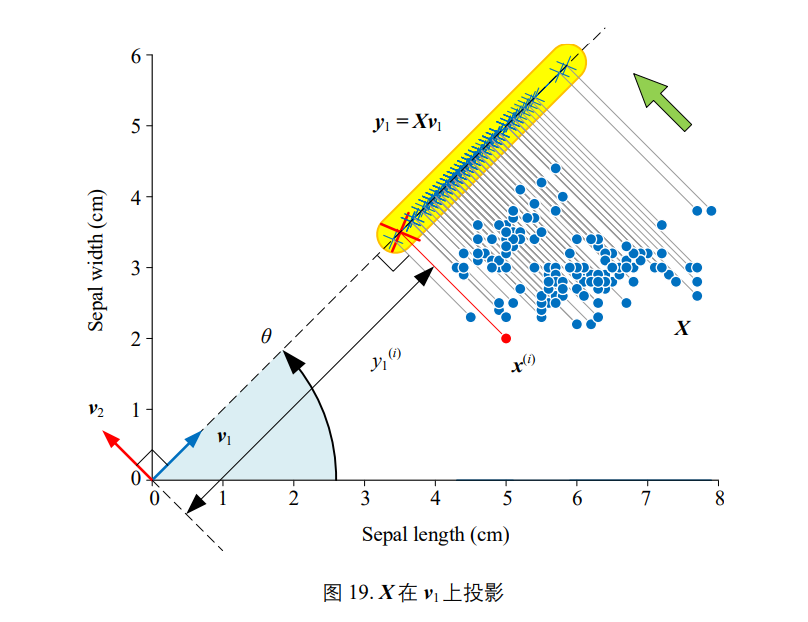 6
5
4
3
2
1
0
Sepal width (cm)
y₁ = Xv₁
θ
y₁⁽ⁱ⁾
x⁽ⁱ⁾
X
v₂
v₁
0 1 2 3 4 5 6 7 8
Sepal length (cm)
图 19. X 在 v₁ 上投影